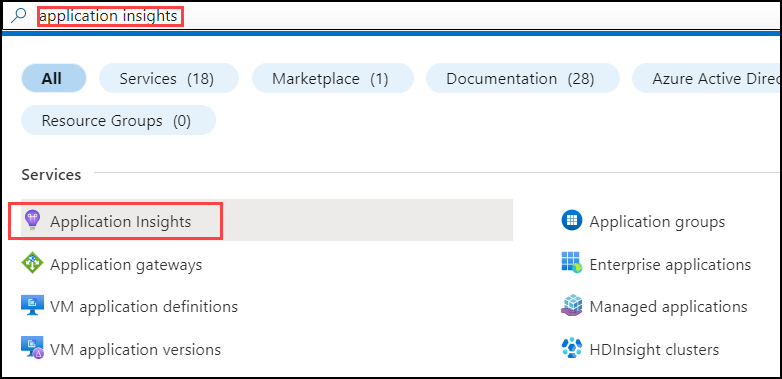 application insights
All Services (18) Marketplace (1) Documentation (28) Azure Active Direc
Resource Groups (0)
Services
Application Insights Application groups
Application gateways Enterprise applications
VM application definitions Managed applications
VM application versions HDInsight clusters